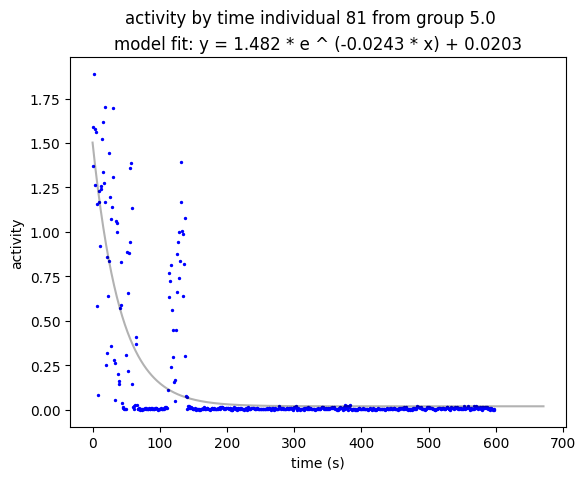 activity by time individual 81 from group 5.0
model fit: y = 1.482 * e ^ (-0.0243 * x) + 0.0203
activity
1.75
1.50
1.25
1.00
0.75
0.50
0.25
0.00
0 100 200 300 400 500 600 700
time (s)